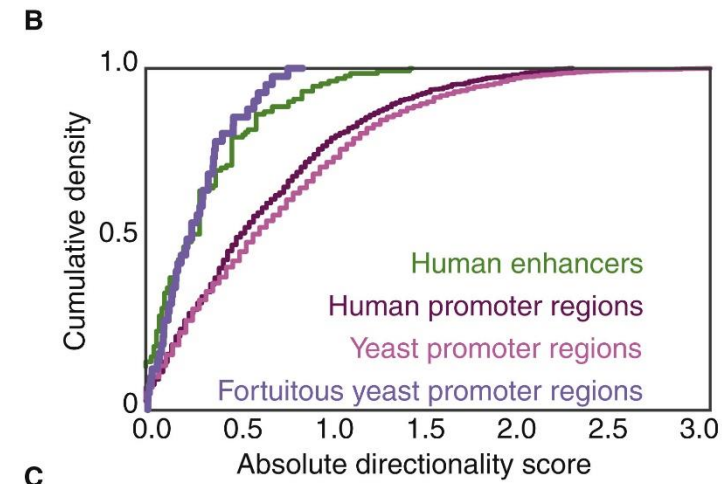 B
1.0
0.5
0
Cumulative density
Human enhancers
Human promoter regions
Yeast promoter regions
Fortuitous yeast promoter regions
0.0 0.5 1.0 1.5 2.0 2.5 3.0
Absolute directionality score
C